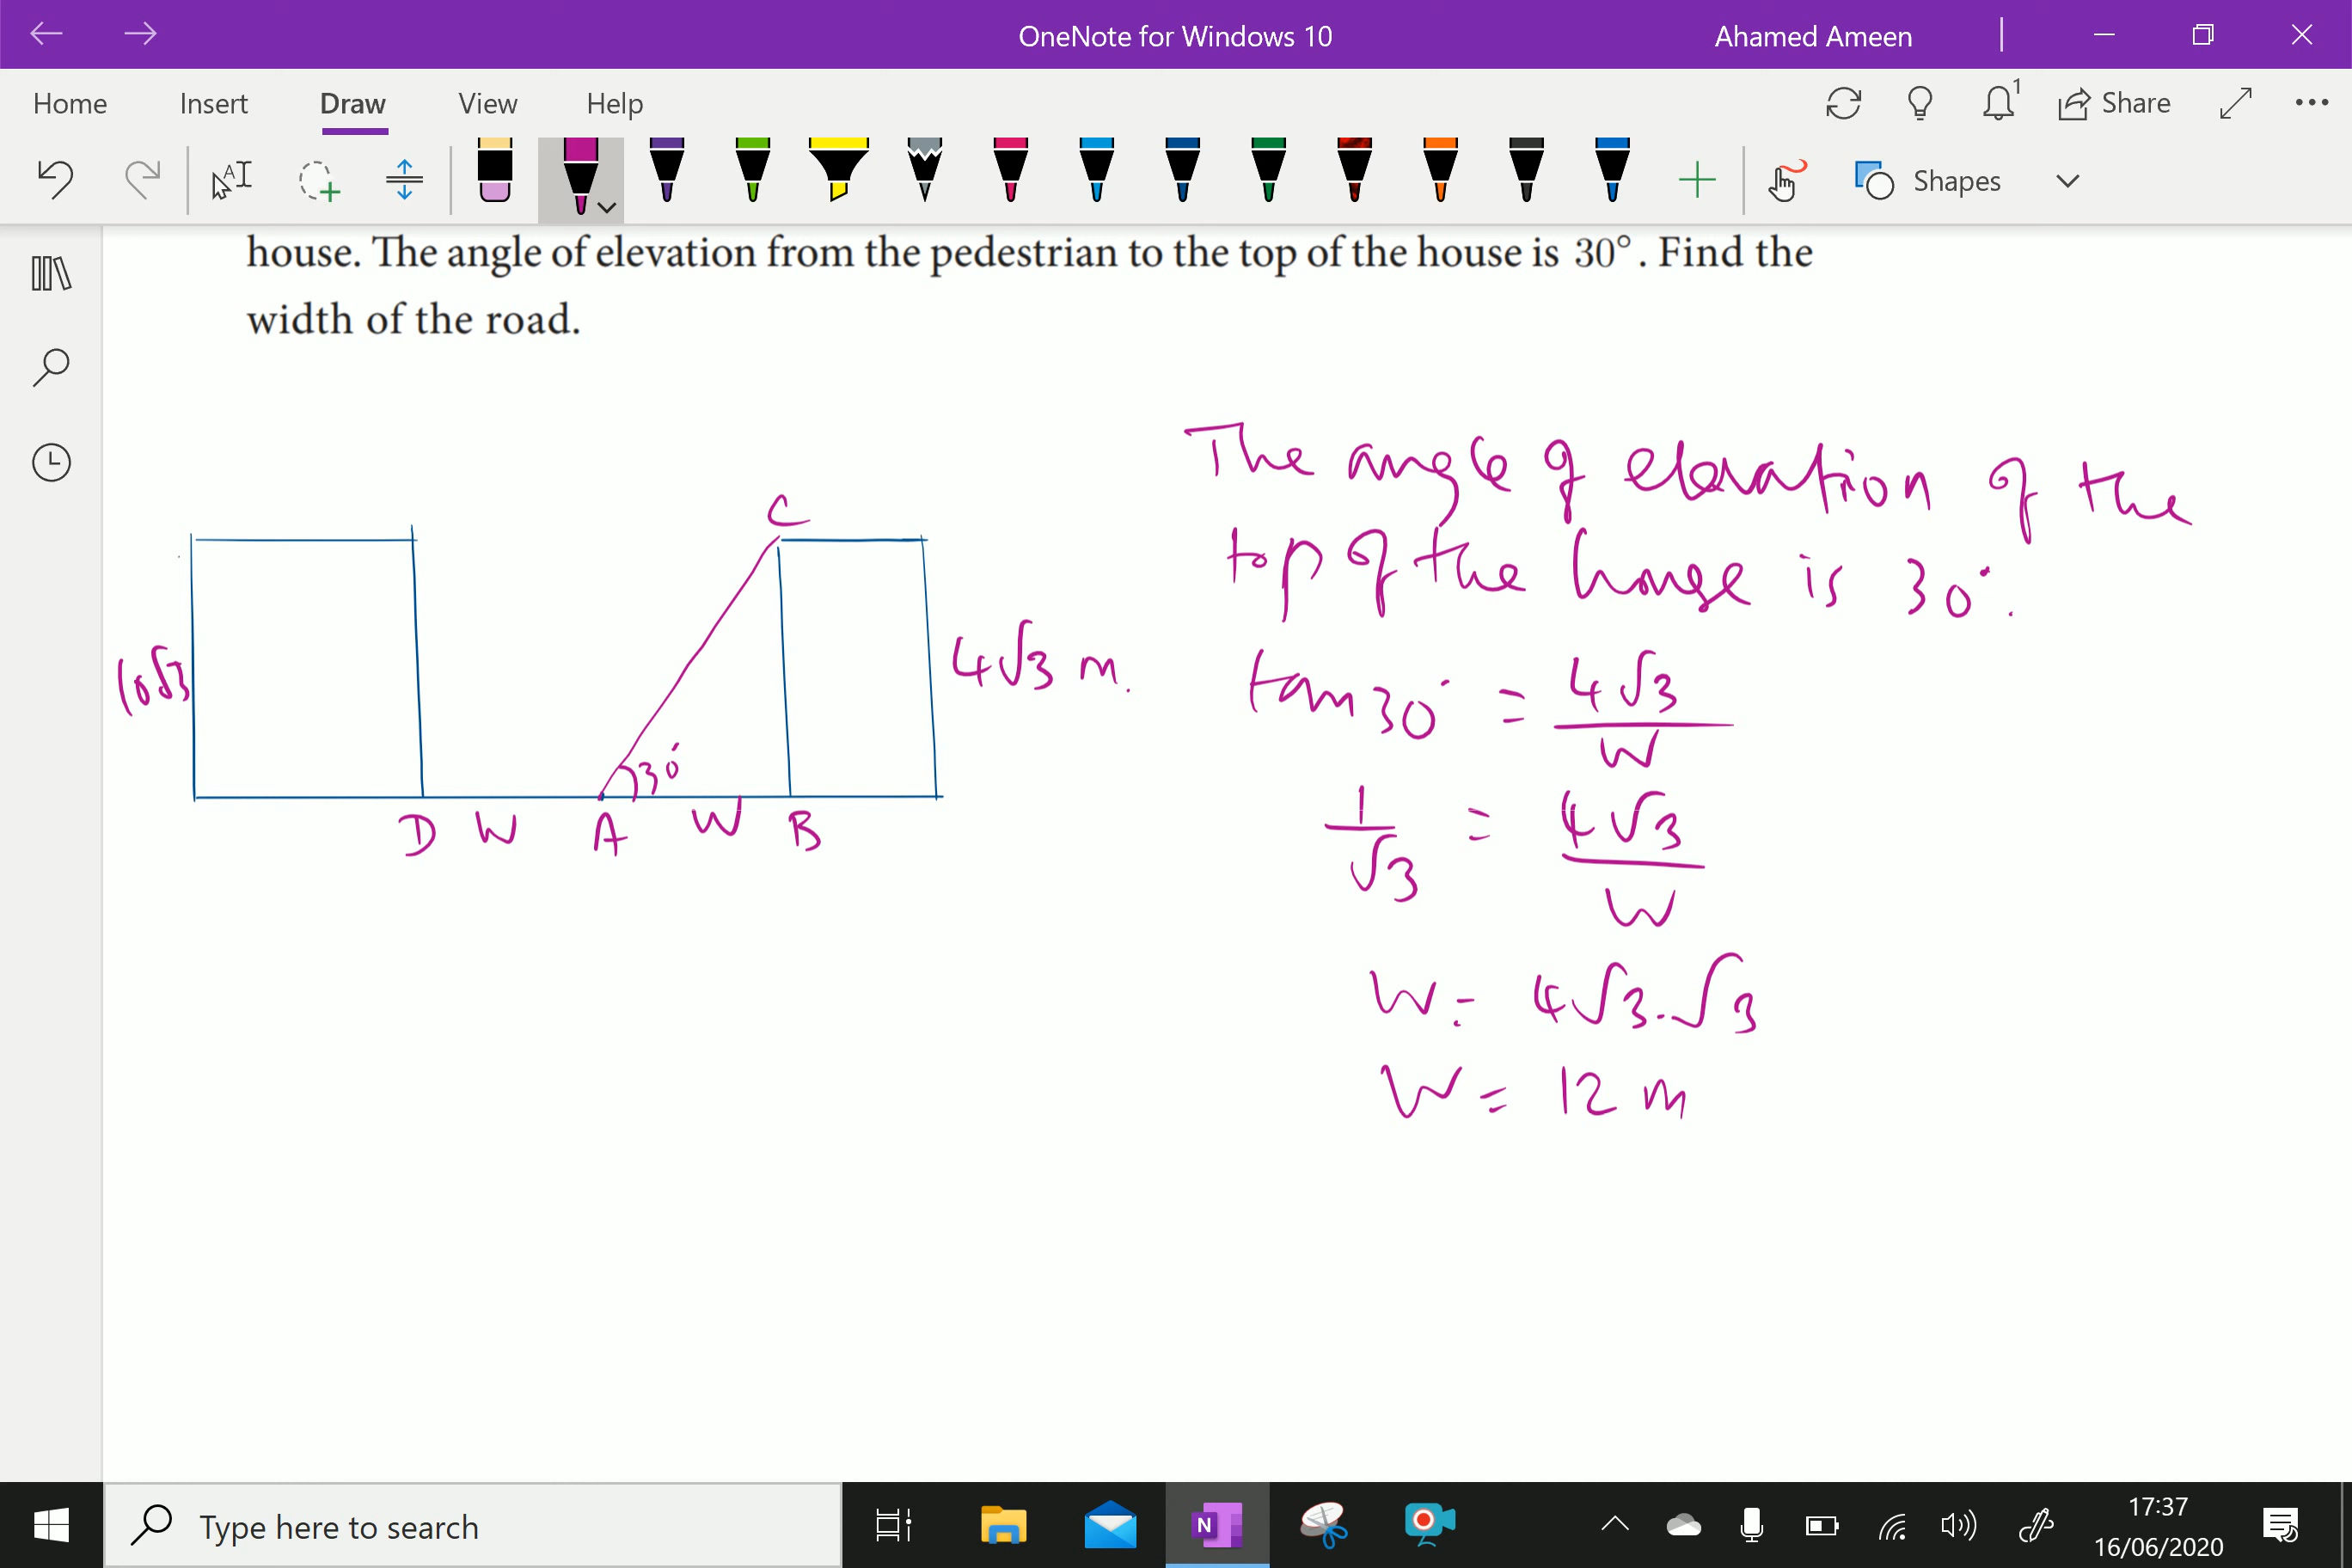 OneNote for Windows 10
Ahamed Ameen
Home Insert Draw View Help
1 Share
Shapes
house. The angle of elevation from the pedestrian to the top of the house is 30°. Find the
width of the road.
The angle of elevation of the
top of the house is 30°.
C
10√3
4√3 m.
30°
D W A W B
tan 30° = 4√3 / W
1 / √3 = 4√3 / W
W = 4√3 . √3
W = 12 m
Type here to search
N
17:37
16/06/2020